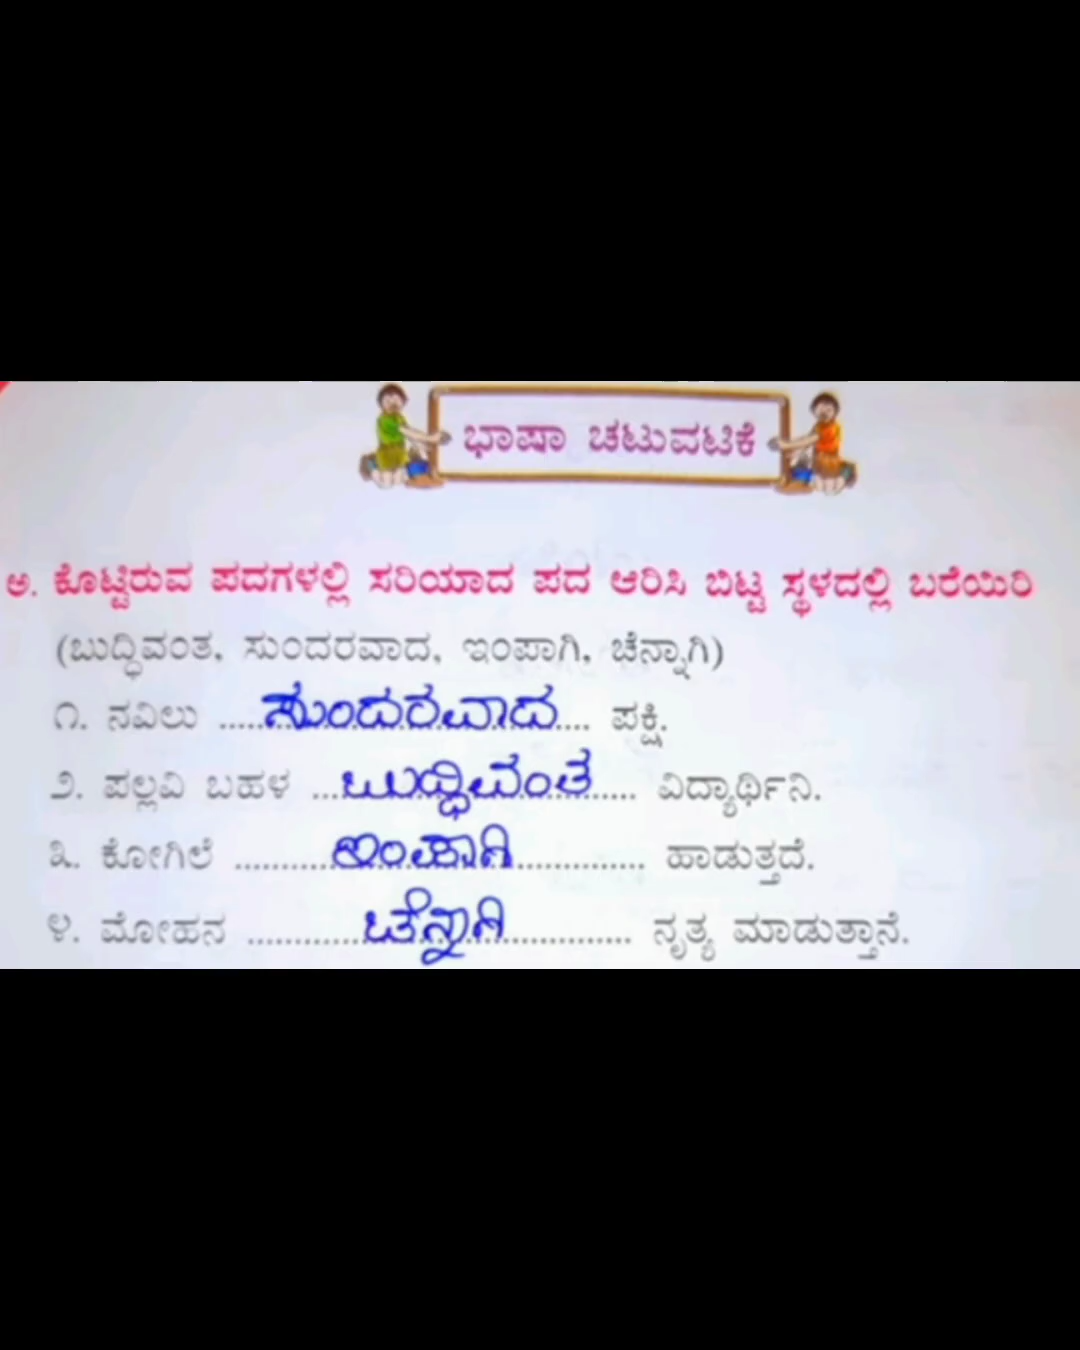 ಭಾಷಾ ಚಟುವಟಿಕೆ
ಅ. ಕೊಟ್ಟಿರುವ ಪದಗಳಲ್ಲಿ ಸರಿಯಾದ ಪದ ಆರಿಸಿ ಬಿಟ್ಟ ಸ್ಥಳದಲ್ಲಿ ಬರೆಯಿರಿ
(ಬುದ್ಧಿವಂತ, ಸುಂದರವಾದ, ಇಂಪಾಗಿ, ಚೆನ್ನಾಗಿ)
೧. ನವಿಲು .....ಸುಂದರವಾದ.... ಪಕ್ಷಿ.
೨. ಪಲ್ಲವಿ ಬಹಳ ...ಬುದ್ಧಿವಂತ...... ವಿದ್ಯಾರ್ಥಿನಿ.
೩. ಕೋಗಿಲೆ ..........ಇಂಪಾಗಿ.............. ಹಾಡುತ್ತದೆ.
೪. ಮೋಹನ ............ಚೆನ್ನಾಗಿ.............. ನೃತ್ಯ ಮಾಡುತ್ತಾನೆ.